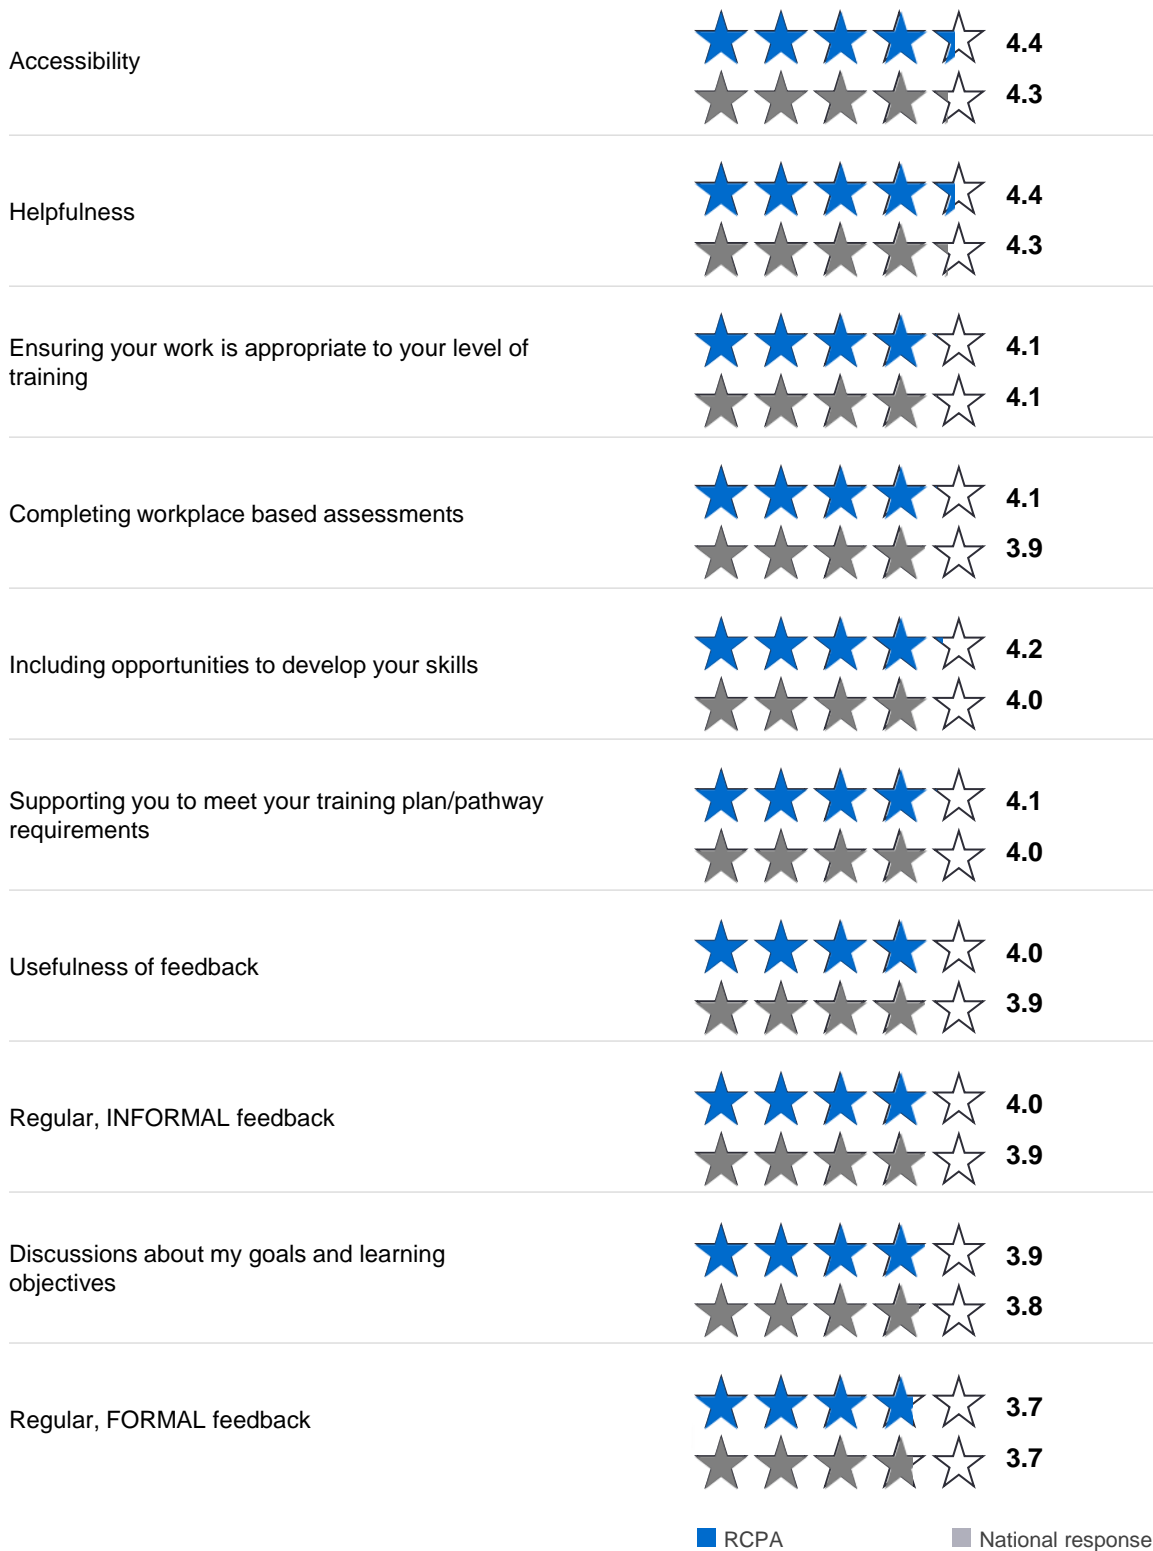 Accessibility
4.4
4.3
Helpfulness
4.4
4.3
Ensuring your work is appropriate to your level of
training
4.1
4.1
Completing workplace based assessments
4.1
3.9
Including opportunities to develop your skills
4.2
4.0
Supporting you to meet your training plan/pathway
requirements
4.1
4.0
Usefulness of feedback
4.0
3.9
Regular, INFORMAL feedback
4.0
3.9
Discussions about my goals and learning
objectives
3.9
3.8
Regular, FORMAL feedback
3.7
3.7
RCPA National response